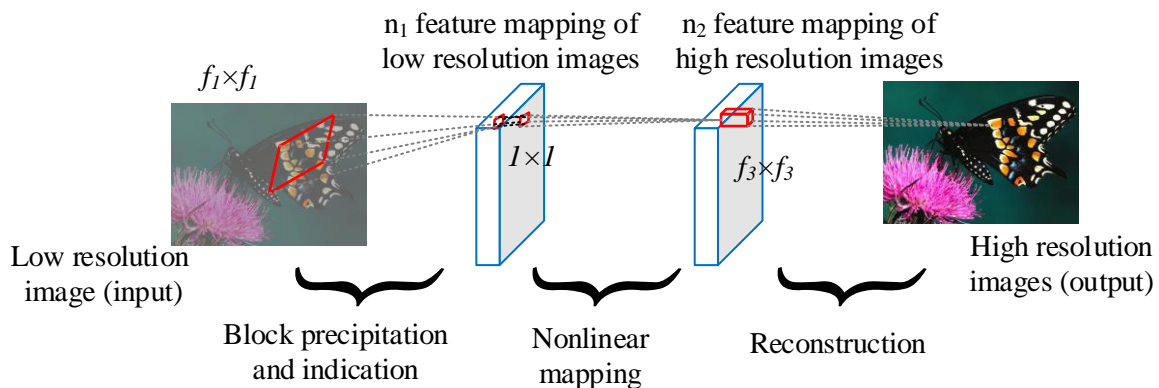 n₁ feature mapping of
low resolution images
n₂ feature mapping of
high resolution images
f₁×f₁
1×1
f₃×f₃
Low resolution
image (input)
High resolution
images (output)
Block precipitation
and indication
Nonlinear
mapping
Reconstruction